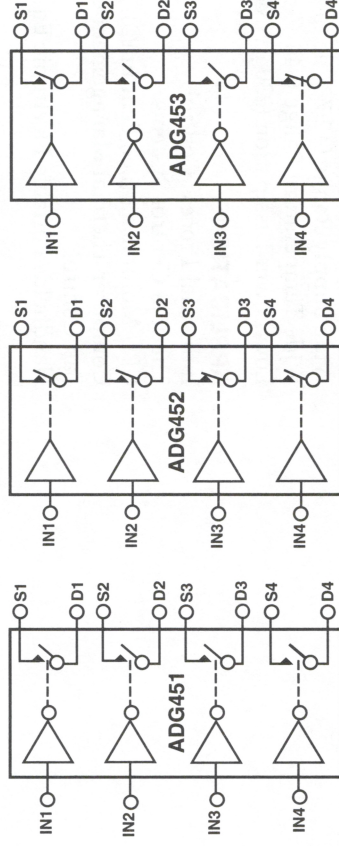 S1
IN1
D1
S2
IN2
D2
ADG451
S3
IN3
D3
S4
IN4
D4
S1
IN1
D1
S2
IN2
D2
ADG452
S3
IN3
D3
S4
IN4
D4
S1
IN1
D1
S2
IN2
D2
ADG453
S3
IN3
D3
S4
IN4
D4